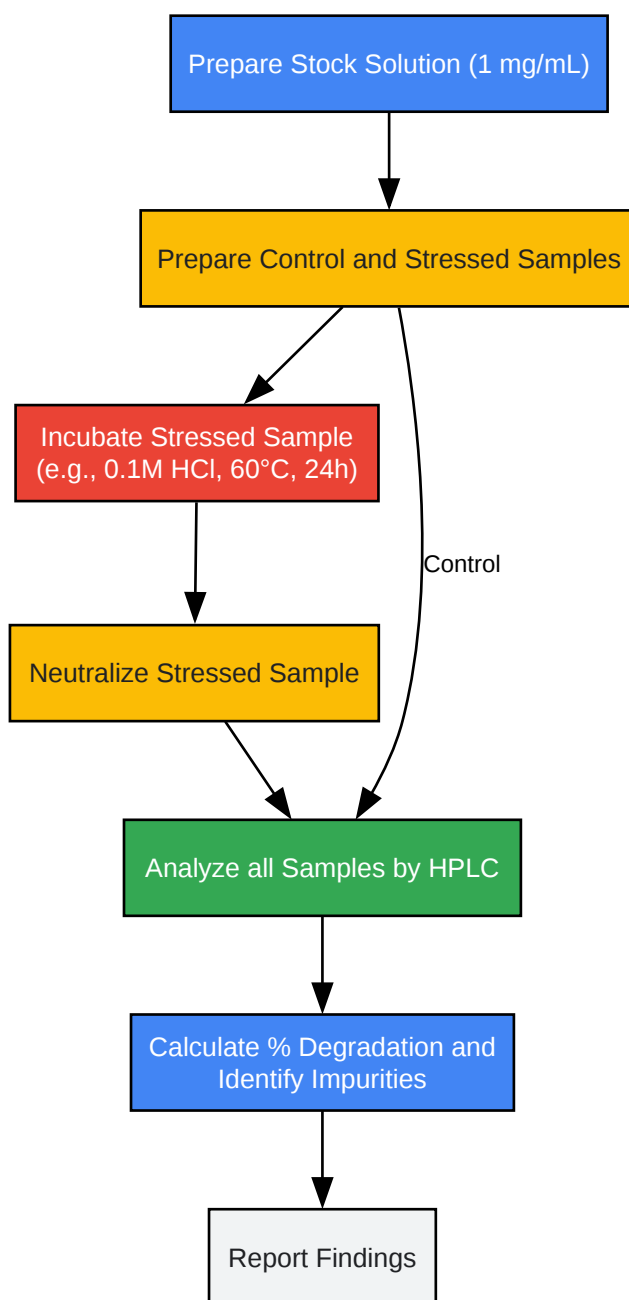 Prepare Stock Solution (1 mg/mL)
Prepare Control and Stressed Samples
Incubate Stressed Sample
(e.g., 0.1M HCl, 60°C, 24h)
Control
Neutralize Stressed Sample
Analyze all Samples by HPLC
Calculate % Degradation and
Identify Impurities
Report Findings